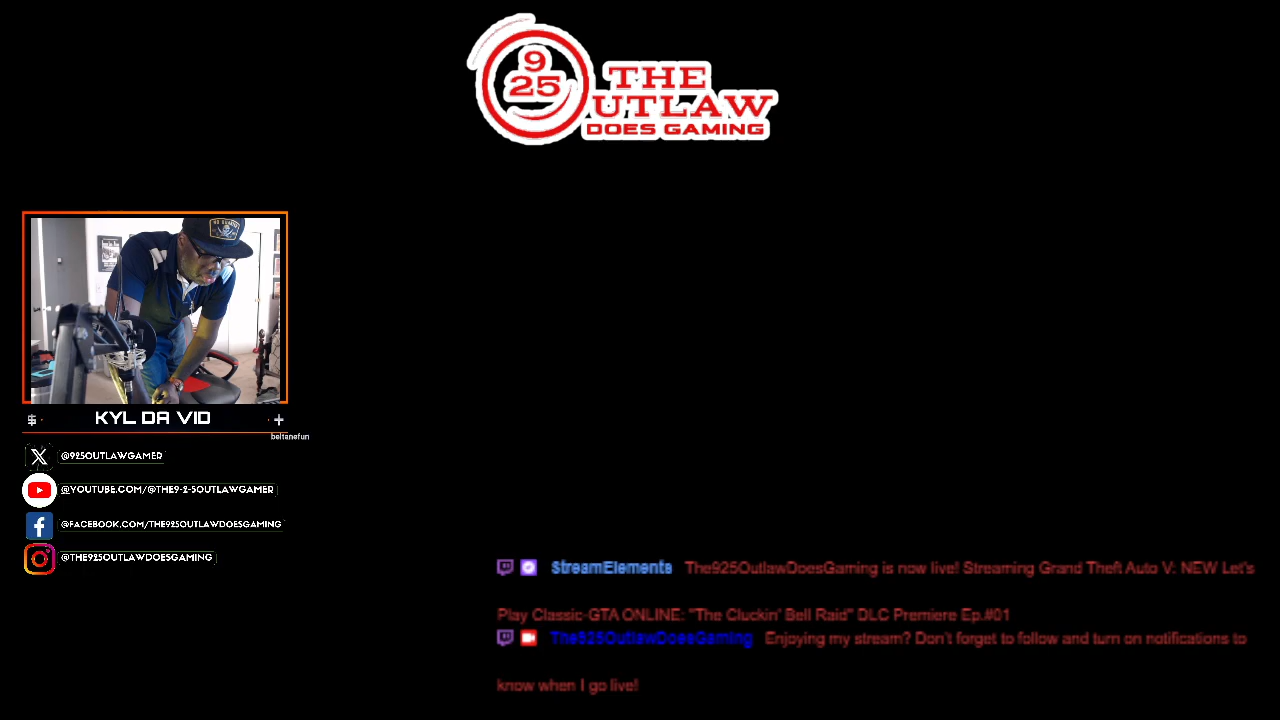 9
25
THE
UTLAW
DOES GAMING
KYL DA VID
beltanefun
@925OUTLAWGAMER
@YOUTUBE.COM/@THE9-2-5OUTLAWGAMER
@FACEBOOK.COM/THE925OUTLAWDOESGAMING
@THE925OUTLAWDOESGAMING
StreamElements The925OutlawDoesGaming is now live! Streaming Grand Theft Auto V: NEW Let's
Play Classic-GTA ONLINE: "The Cluckin' Bell Raid" DLC Premiere Ep.#01
The925OutlawDoesGaming Enjoying my stream? Don't forget to follow and turn on notifications to
know when I go live!